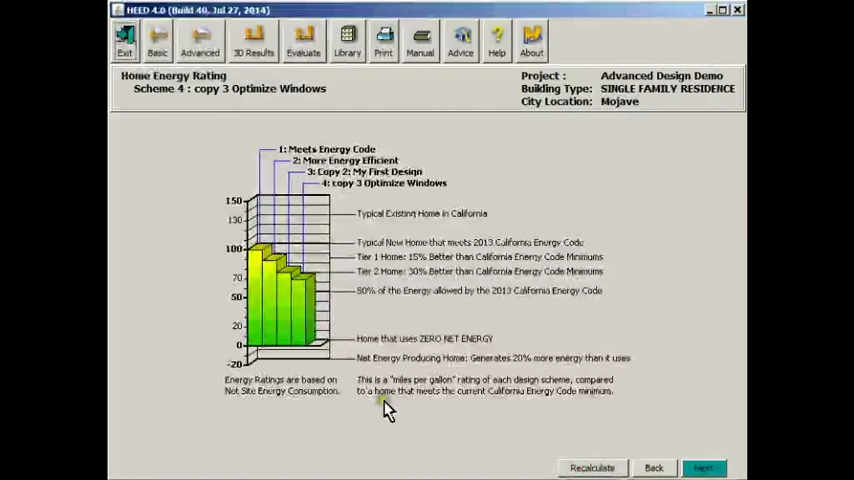 HEED 4.0 (Build 40, Jul 27, 2014)
Exit
Basic
Advanced
3D Results
Evaluate
Library
Print
Manual
Advice
Help
About
Home Energy Rating
Scheme 4 : copy 3 Optimize Windows
Project : Advanced Design Demo
Building Type: SINGLE FAMILY RESIDENCE
City Location: Mojave
1: Meets Energy Code
2: More Energy Efficient
3: Copy 2: My First Design
4: copy 3 Optimize Windows
150
130
100
70
50
20
0
-20
Typical Existing Home in California
Typical New Home that meets 2013 California Energy Code
Tier 1 Home: 15% Better than California Energy Code Minimums
Tier 2 Home: 30% Better than California Energy Code Minimums
50% of the Energy allowed by the 2013 California Energy Code
Home that uses ZERO NET ENERGY
Net Energy Producing Home: Generates 20% more energy than it uses
Energy Ratings are based on
Net Site Energy Consumption.
This is a "miles per gallon" rating of each design scheme, compared
to a home that meets the current California Energy Code minimum.
Recalculate
Back
Next